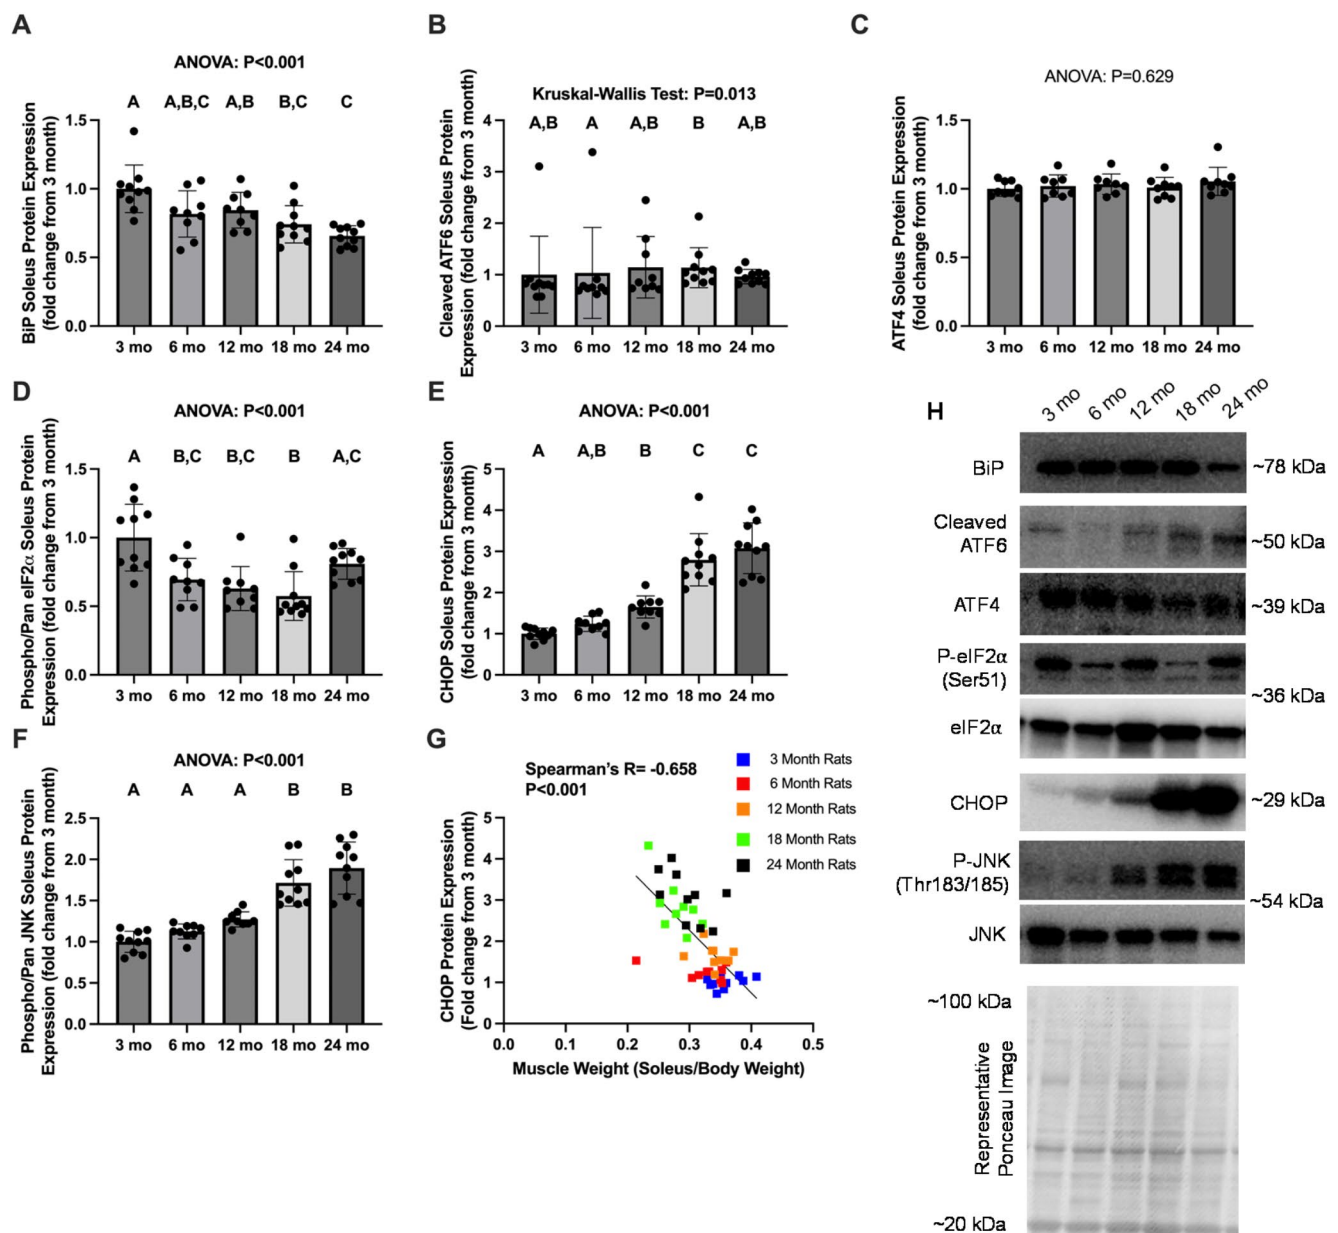 A
ANOVA: P<0.001
A A,B,C A,B B,C C
BiP Soleus Protein Expression
(fold change from 3 month)
1.5
1.0
0.5
0.0
3 mo 6 mo 12 mo 18 mo 24 mo
B
Kruskal-Wallis Test: P=0.013
A,B A A,B B A,B
Cleaved ATF6 Soleus Protein
Expression (fold change from 3 month)
4
3
2
1
0
3 mo 6 mo 12 mo 18 mo 24 mo
C
ANOVA: P=0.629
ATF4 Soleus Protein Expression
(fold change from 3 month)
1.5
1.0
0.5
0.0
3 mo 6 mo 12 mo 18 mo 24 mo
D
ANOVA: P<0.001
A B,C B,C B A,C
Phospho/Pan eIF2α Soleus Protein
Expression (fold change from 3 month)
1.5
1.0
0.5
0.0
3 mo 6 mo 12 mo 18 mo 24 mo
E
ANOVA: P<0.001
A A,B B C C
CHOP Soleus Protein Expression
(fold change from 3 month)
5
4
3
2
1
0
3 mo 6 mo 12 mo 18 mo 24 mo
F
ANOVA: P<0.001
A A A B B
Phospho/Pan JNK Soleus Protein
Expression (fold change from 3 month)
2.5
2.0
1.5
1.0
0.5
0.0
3 mo 6 mo 12 mo 18 mo 24 mo
G
Spearman's R= -0.658
P<0.001
3 Month Rats
6 Month Rats
12 Month Rats
18 Month Rats
24 Month Rats
CHOP Protein Expression
(Fold change from 3 month)
5
4
3
2
1
0
0.0 0.1 0.2 0.3 0.4 0.5
Muscle Weight (Soleus/Body Weight)
H
3 mo 6 mo 12 mo 18 mo 24 mo
BiP ~78 kDa
Cleaved
ATF6 ~50 kDa
ATF4 ~39 kDa
P-eIF2α
(Ser51)
~36 kDa
eIF2α
CHOP ~29 kDa
P-JNK
(Thr183/185)
~54 kDa
JNK
~100 kDa
Representative
Ponceau Image
~20 kDa